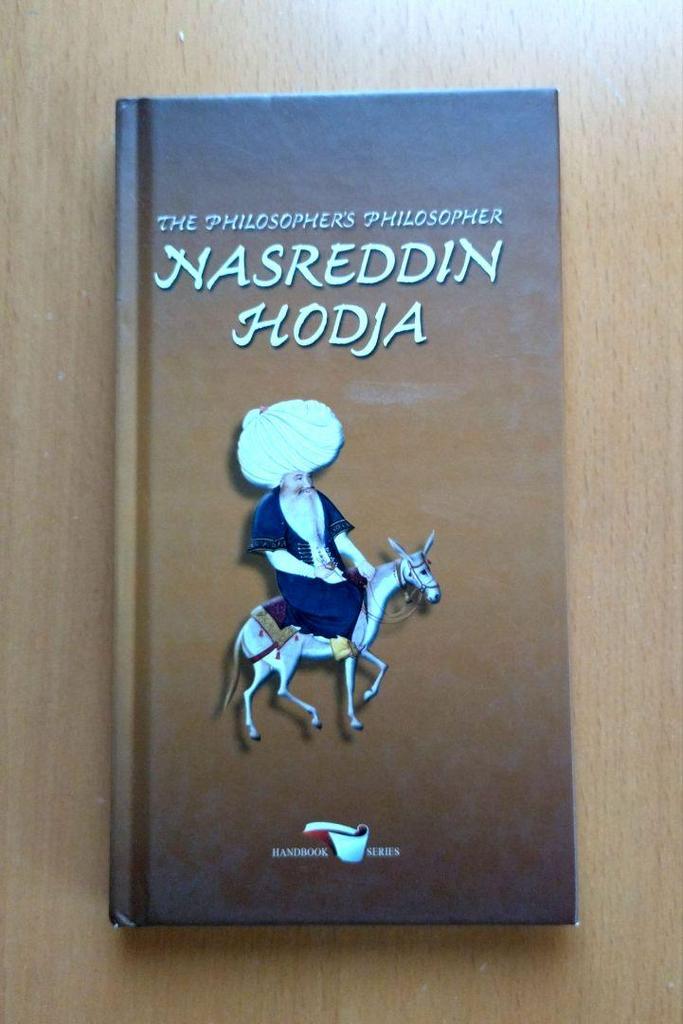 THE PHILOSOPHER'S PHILOSOPHER
NASREDDIN
HODJA
HANDBOOK SERIES